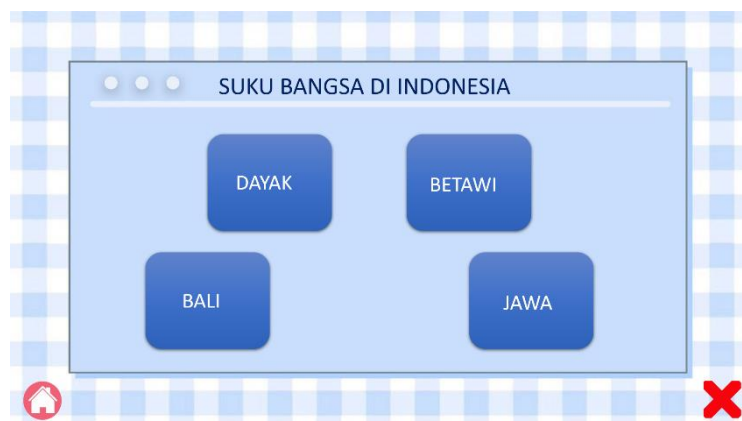 SUKU BANGSA DI INDONESIA
DAYAK
BETAWI
BALI
JAWA